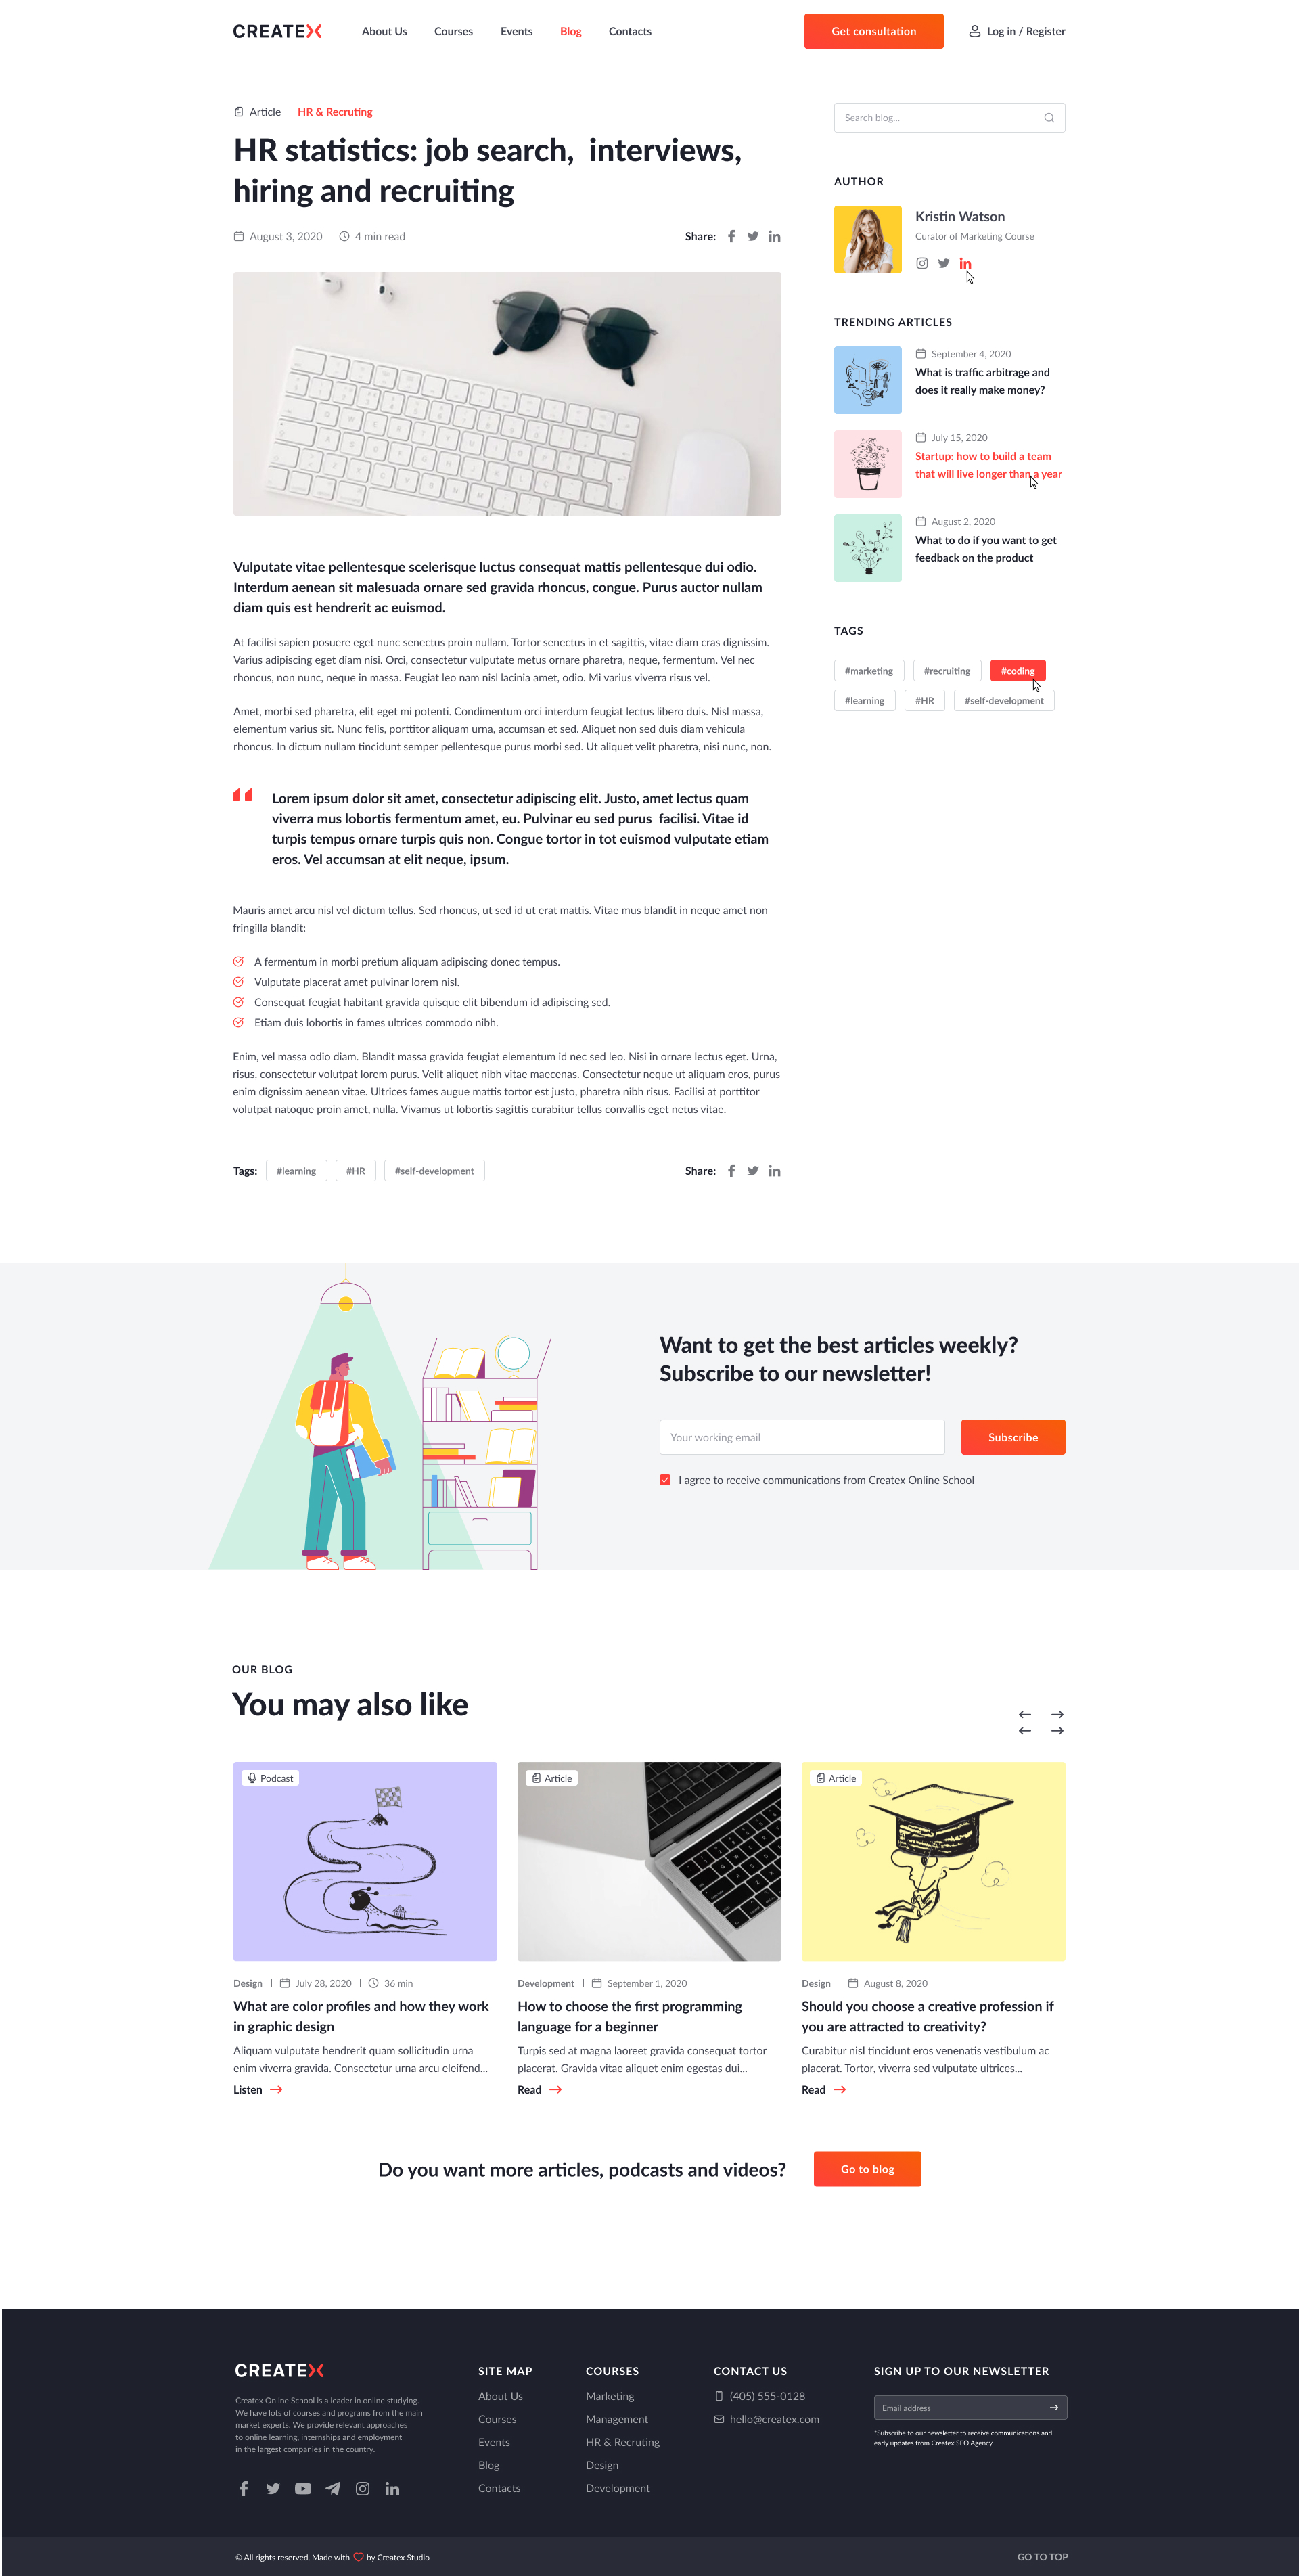 CREATEX
About Us
Courses
Events
Blog
Contacts
Get consultation
Log in / Register
Article
HR & Recruting
HR statistics: job search,  interviews,
hiring and recruiting
August 3, 2020
4 min read
Share:
Vulputate vitae pellentesque scelerisque luctus consequat mattis pellentesque dui odio.
Interdum aenean sit malesuada ornare sed gravida rhoncus, congue. Purus auctor nullam
diam quis est hendrerit ac euismod.
At facilisi sapien posuere eget nunc senectus proin nullam. Tortor senectus in et sagittis, vitae diam cras dignissim.
Varius adipiscing eget diam nisi. Orci, consectetur vulputate metus ornare pharetra, neque, fermentum. Vel nec
rhoncus, non nunc, neque in massa. Feugiat leo nam nisl lacinia amet, odio. Mi varius viverra risus vel.
Amet, morbi sed pharetra, elit eget mi potenti. Condimentum orci interdum feugiat lectus libero duis. Nisl massa,
elementum varius sit. Nunc felis, porttitor aliquam urna, accumsan et sed. Aliquet non sed duis diam vehicula
rhoncus. In dictum nullam tincidunt semper pellentesque purus morbi sed. Ut aliquet velit pharetra, nisi nunc, non.
Lorem ipsum dolor sit amet, consectetur adipiscing elit. Justo, amet lectus quam
viverra mus lobortis fermentum amet, eu. Pulvinar eu sed purus  facilisi. Vitae id
turpis tempus ornare turpis quis non. Congue tortor in tot euismod vulputate etiam
eros. Vel accumsan at elit neque, ipsum.
Mauris amet arcu nisl vel dictum tellus. Sed rhoncus, ut sed id ut erat mattis. Vitae mus blandit in neque amet non
fringilla blandit:
A fermentum in morbi pretium aliquam adipiscing donec tempus.
Vulputate placerat amet pulvinar lorem nisl.
Consequat feugiat habitant gravida quisque elit bibendum id adipiscing sed.
Etiam duis lobortis in fames ultrices commodo nibh.
Enim, vel massa odio diam. Blandit massa gravida feugiat elementum id nec sed leo. Nisi in ornare lectus eget. Urna,
risus, consectetur volutpat lorem purus. Velit aliquet nibh vitae maecenas. Consectetur neque ut aliquam eros, purus
enim dignissim aenean vitae. Ultrices fames augue mattis tortor est justo, pharetra nibh risus. Facilisi at porttitor
volutpat natoque proin amet, nulla. Vivamus ut lobortis sagittis curabitur tellus convallis eget netus vitae.
Tags:
#learning
#HR
#self-development
Share:
Search blog...
AUTHOR
Kristin Watson
Curator of Marketing Course
TRENDING ARTICLES
September 4, 2020
What is traffic arbitrage and
does it really make money?
July 15, 2020
Startup: how to build a team
that will live longer than a year
August 2, 2020
What to do if you want to get
feedback on the product
TAGS
#marketing
#recruiting
#coding
#learning
#HR
#self-development
Want to get the best articles weekly?
Subscribe to our newsletter!
Your working email
Subscribe
I agree to receive communications from Createx Online School
OUR BLOG
You may also like
Podcast
Design
July 28, 2020
36 min
What are color profiles and how they work
in graphic design
Aliquam vulputate hendrerit quam sollicitudin urna
enim viverra gravida. Consectetur urna arcu eleifend...
Listen
Article
Development
September 1, 2020
How to choose the first programming
language for a beginner
Turpis sed at magna laoreet gravida consequat tortor
placerat. Gravida vitae aliquet enim egestas dui...
Read
Article
Design
August 8, 2020
Should you choose a creative profession if
you are attracted to creativity?
Curabitur nisl tincidunt eros venenatis vestibulum ac
placerat. Tortor, viverra sed vulputate ultrices...
Read
Do you want more articles, podcasts and videos?
Go to blog
CREATEX
Createx Online School is a leader in online studying.
We have lots of courses and programs from the main
market experts. We provide relevant approaches
to online learning, internships and employment
in the largest companies in the country.
SITE MAP
About Us
Courses
Events
Blog
Contacts
COURSES
Marketing
Management
HR & Recruting
Design
Development
CONTACT US
(405) 555-0128
hello@createx.com
SIGN UP TO OUR NEWSLETTER
Email address
*Subscribe to our newsletter to receive communications and
early updates from Createx SEO Agency.
© All rights reserved. Made with
by Createx Studio
GO TO TOP